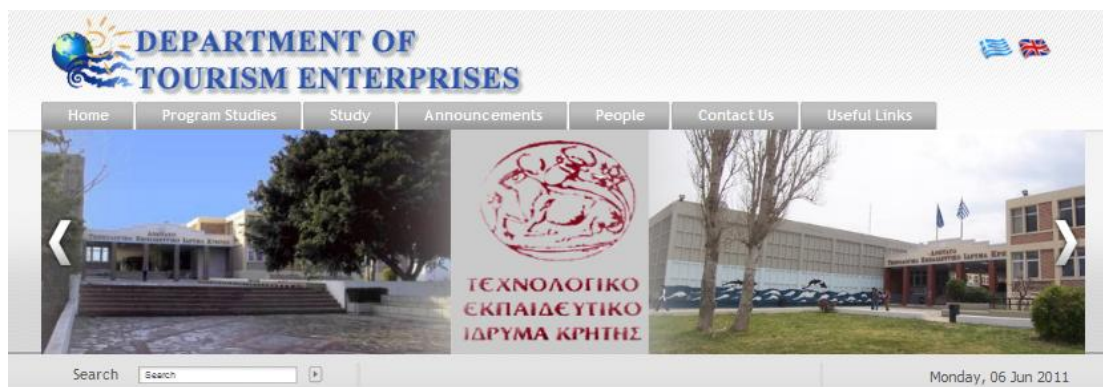 DEPARTMENT OF
TOURISM ENTERPRISES
Home Program Studies Study Announcements People Contact Us Useful Links
ΤΕΧΝΟΛΟΓΙΚΟ
ΕΚΠΑΙΔΕΥΤΙΚΟ
ΙΔΡΥΜΑ ΚΡΗΤΗΣ
Search Search
Monday, 06 Jun 2011